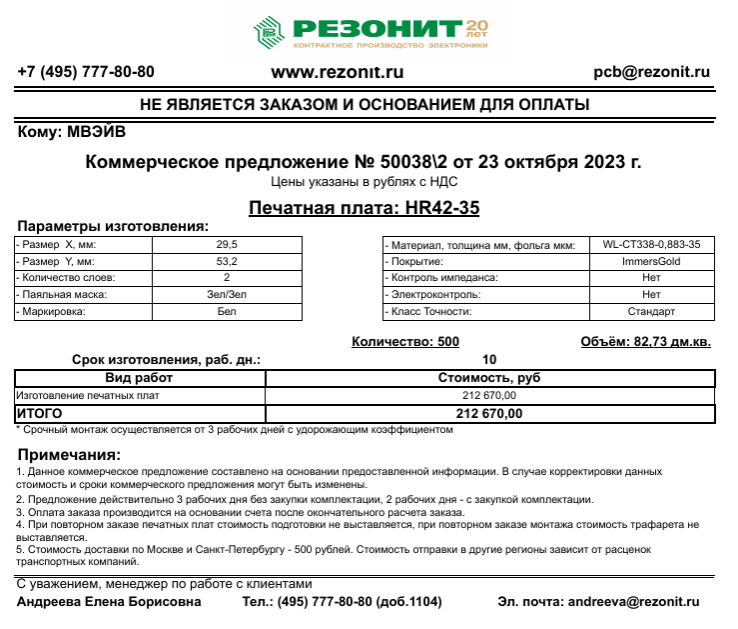 РЕЗОНИТ 20 ЛЕТ
КОНТРАКТНОЕ ПРОИЗВОДСТВО ЭЛЕКТРОНИКИ
+7 (495) 777-80-80 www.rezonit.ru pcb@rezonit.ru
НЕ ЯВЛЯЕТСЯ ЗАКАЗОМ И ОСНОВАНИЕМ ДЛЯ ОПЛАТЫ
Кому: МВЭЙВ
Коммерческое предложение № 50038\2 от 23 октября 2023 г.
Цены указаны в рублях с НДС
Печатная плата: HR42-35
Параметры изготовления:
- Размер X, мм: 29,5 - Материал, толщина мм, фольга мкм: WL-CT338-0,883-35
- Размер Y, мм: 53,2 - Покрытие: ImmersGold
- Количество слоев: 2 - Контроль импеданса: Нет
- Паяльная маска: Зел/Зел - Электроконтроль: Нет
- Маркировка: Бел - Класс Точности: Стандарт
Количество: 500 Объём: 82,73 дм.кв.
Срок изготовления, раб. дн.: 10
Вид работ Стоимость, руб
Изготовление печатных плат 212 670,00
ИТОГО 212 670,00
* Срочный монтаж осуществляется от 3 рабочих дней с удорожающим коэффициентом
Примечания:
1. Данное коммерческое предложение составлено на основании предоставленной информации. В случае корректировки данных
стоимость и сроки коммерческого предложения могут быть изменены.
2. Предложение действительно 3 рабочих дня без закупки комплектации, 2 рабочих дня - с закупкой комплектации.
3. Оплата заказа производится на основании счета после окончательного расчета заказа.
4. При повторном заказе печатных плат стоимость подготовки не выставляется, при повторном заказе монтажа стоимость трафарета не
выставляется.
5. Стоимость доставки по Москве и Санкт-Петербургу - 500 рублей. Стоимость отправки в другие регионы зависит от расценок
транспортных компаний.
С уважением, менеджер по работе с клиентами
Андреева Елена Борисовна Тел.: (495) 777-80-80 (доб.1104) Эл. почта: andreeva@rezonit.ru